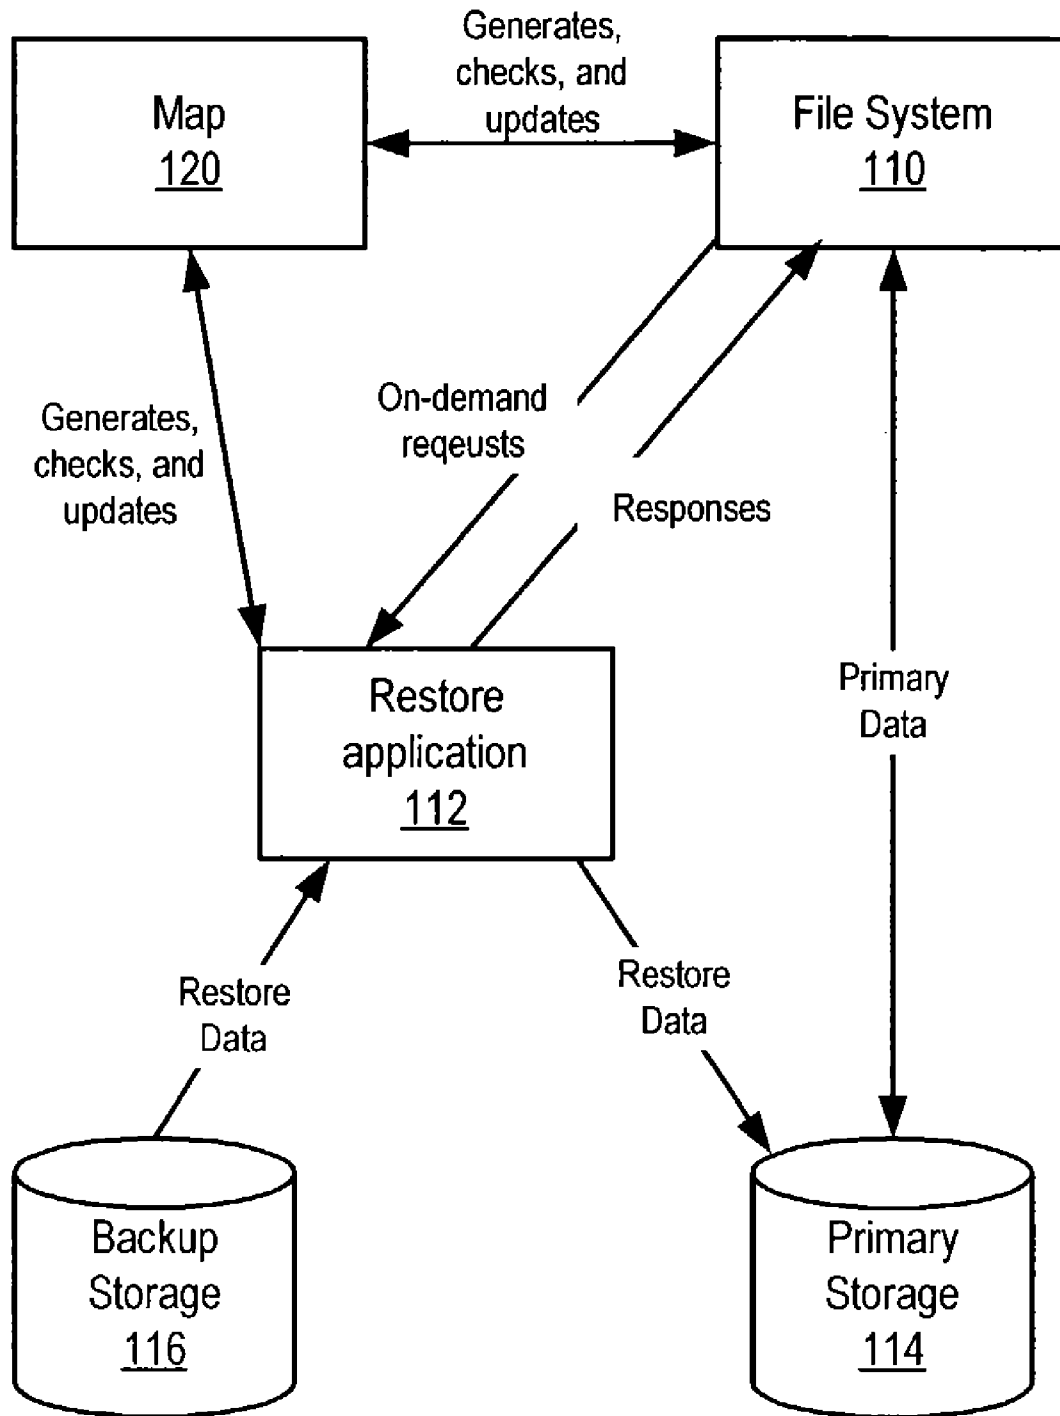 Generates,
checks, and
updates
Map
120
File System
110
Generates,
checks, and
updates
On-demand
reqeusts
Responses
Restore
application
112
Primary
Data
Restore
Data
Restore
Data
Backup
Storage
116
Primary
Storage
114